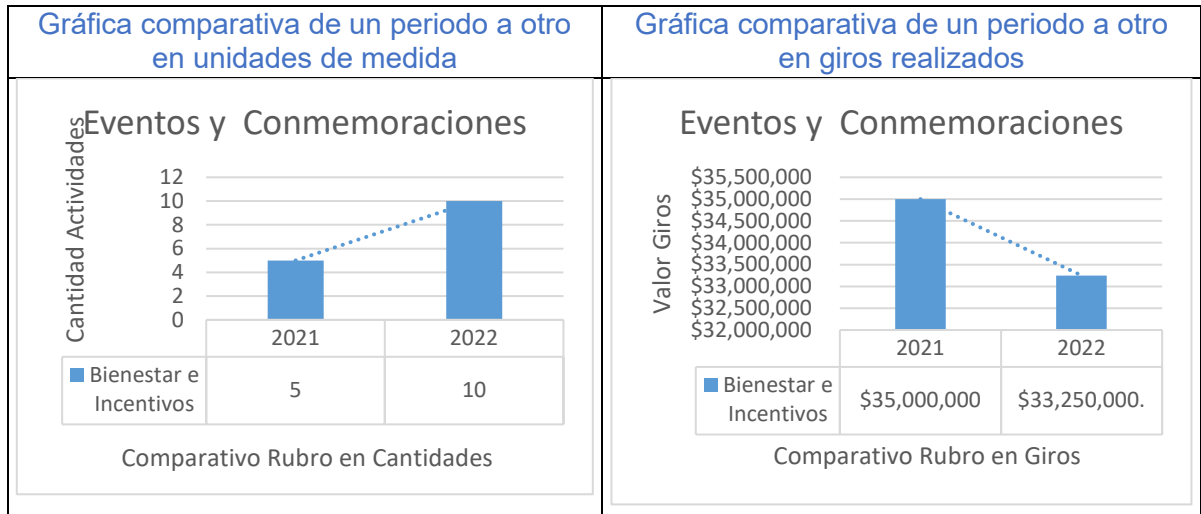 Gráfica comparativa de un periodo a otro
en unidades de medida
Gráfica comparativa de un periodo a otro
en giros realizados
Eventos y  Conmemoraciones
Cantidad Actividades
12
10
8
6
4
2
0
2021
2022
Bienestar e
Incentivos
5
10
Comparativo Rubro en Cantidades
Eventos y  Conmemoraciones
Valor Giros
$35,500,000
$35,000,000
$34,500,000
$34,000,000
$33,500,000
$33,000,000
$32,500,000
$32,000,000
2021
2022
Bienestar e
Incentivos
$35,000,000
$33,250,000.
Comparativo Rubro en Giros